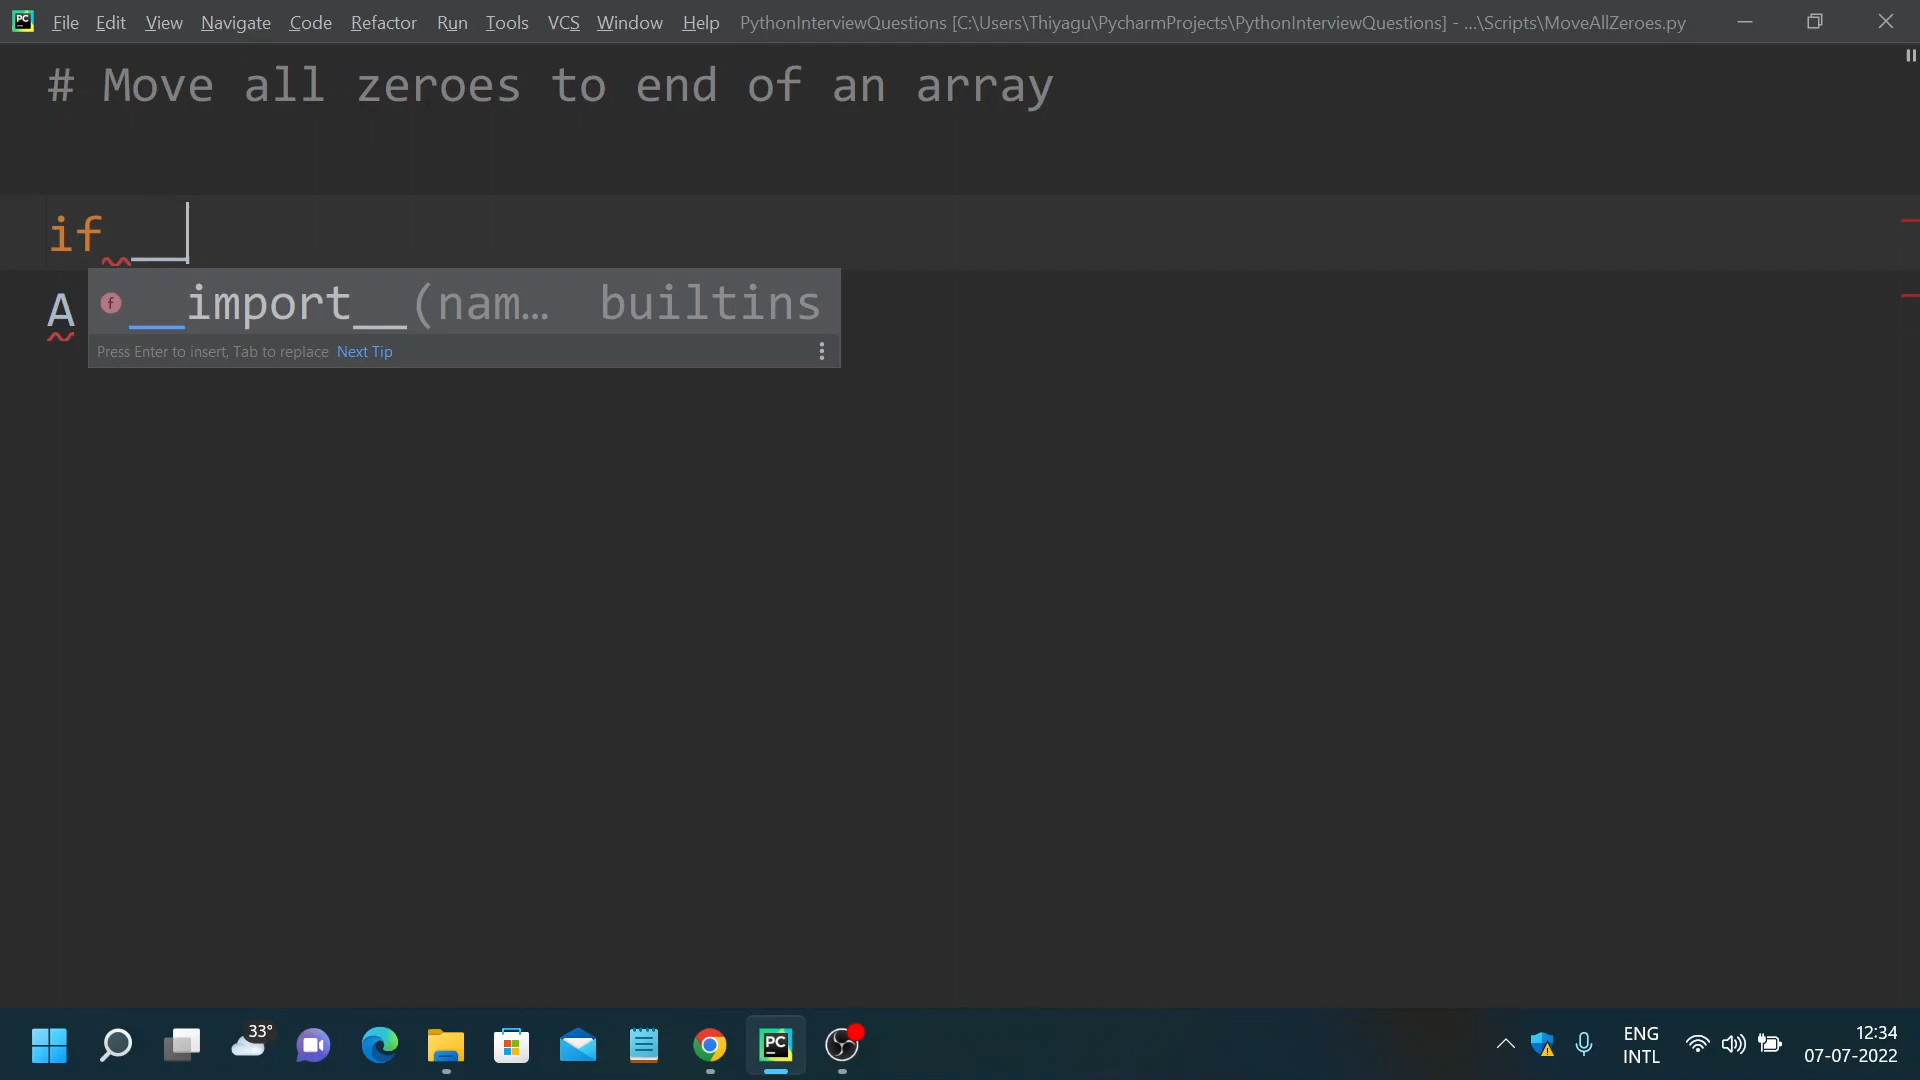 File Edit View Navigate Code Refactor Run Tools VCS Window Help PythonInterviewQuestions [C:\Users\Thiyagu\PycharmProjects\PythonInterviewQuestions] - ...\Scripts\MoveAllZeroes.py
# Move all zeroes to end of an array
if __
A
f __import__(nam... builtins
Press Enter to insert, Tab to replace Next Tip
33°
PC
ENG
INTL
12:34
07-07-2022